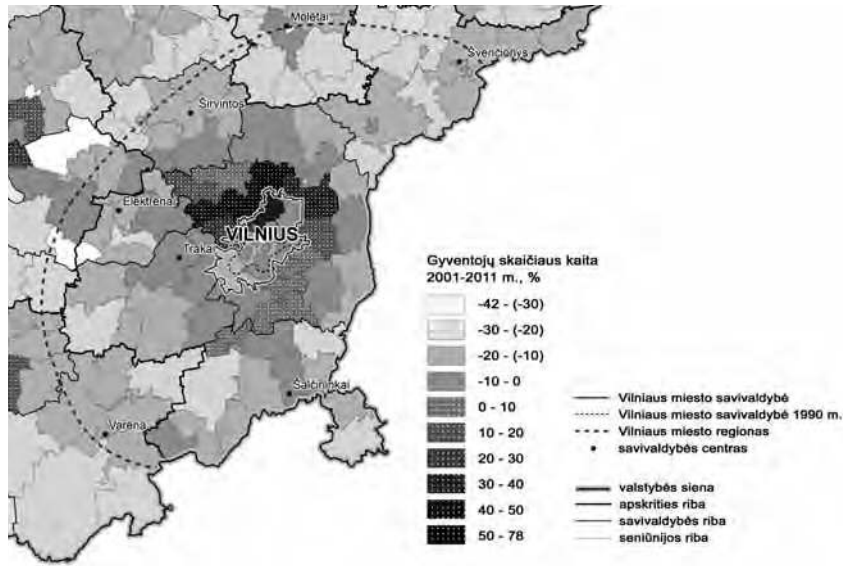 Molėtai
Švenčionys
Širvintos
Elektrėnai
VILNIUS
Trakai
Šalčininkai
Varėna
Gyventojų skaičiaus kaita
2001-2011 m., %
-42 - (-30)
-30 - (-20)
-20 - (-10)
-10 - 0
0 - 10
10 - 20
20 - 30
30 - 40
40 - 50
50 - 78
Vilniaus miesto savivaldybė
Vilniaus miesto savivaldybė 1990 m.
Vilniaus miesto regionas
savivaldybės centras
valstybės siena
apskrities riba
savivaldybės riba
seniūnijos riba